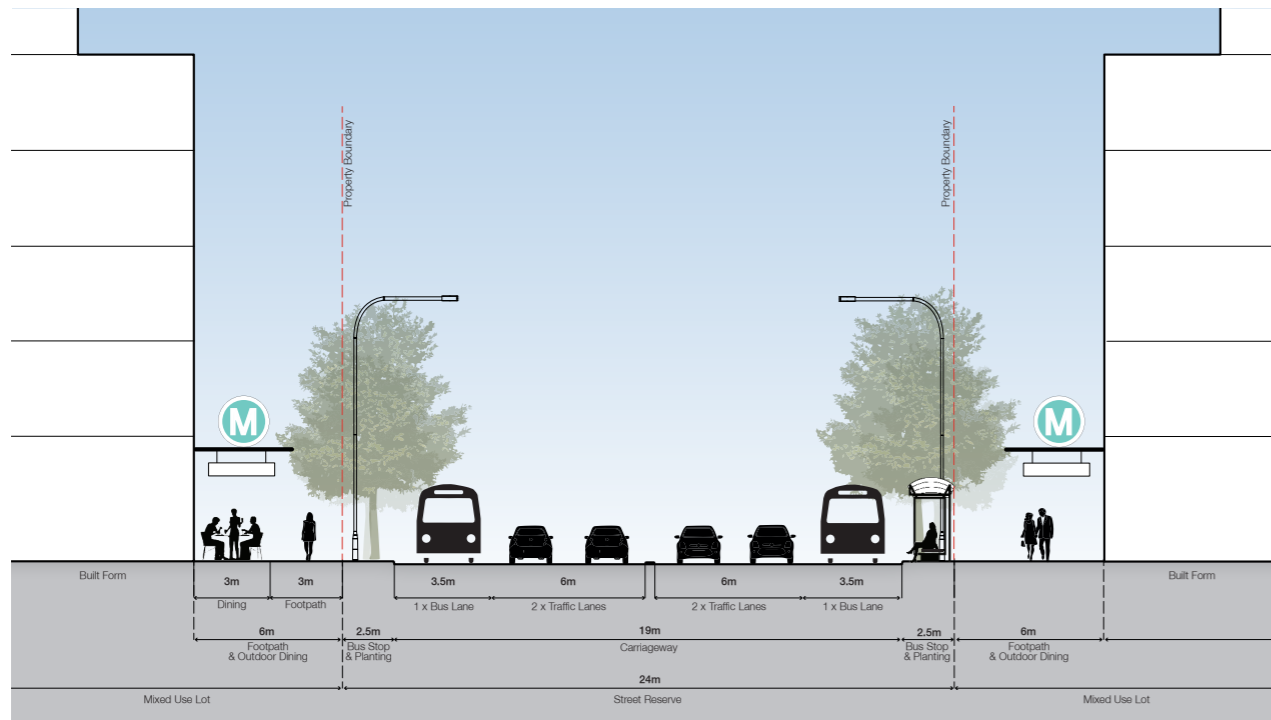 Property Boundary
Property Boundary
M
M
Built Form
3m
3m
3.5m
6m
6m
3.5m
Built Form
Dining
Footpath
1 x Bus Lane
2 x Traffic Lanes
2 x Traffic Lanes
1 x Bus Lane
6m
2.5m
19m
2.5m
6m
Footpath
& Outdoor Dining
Bus Stop
& Planting
Carriageway
Bus Stop
& Planting
Footpath
& Outdoor Dining
24m
Mixed Use Lot
Street Reserve
Mixed Use Lot